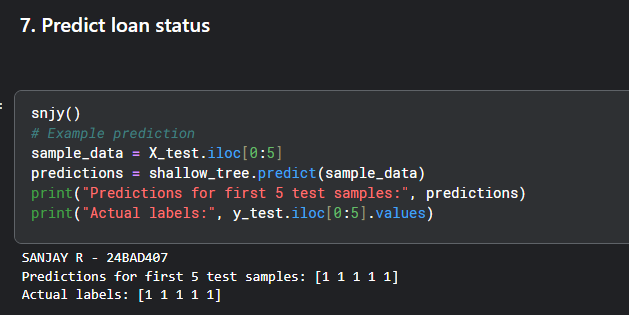 7. Predict loan status
snjy()
# Example prediction
sample_data = X_test.iloc[0:5]
predictions = shallow_tree.predict(sample_data)
print("Predictions for first 5 test samples:", predictions)
print("Actual labels:", y_test.iloc[0:5].values)
SANJAY R - 24BAD407
Predictions for first 5 test samples: [1 1 1 1 1]
Actual labels: [1 1 1 1 1]